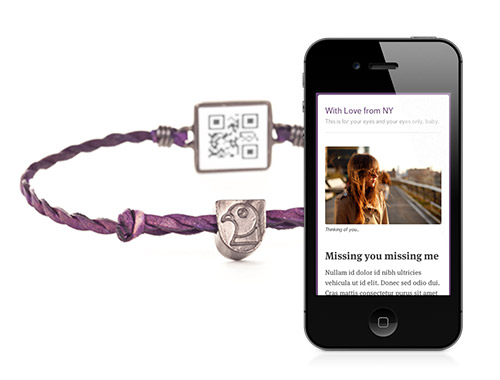 With Love from NY
This is for your eyes and your eyes only, baby.
Thinking of you..
Missing you missing me
Nullam id dolor id nibh ultricies
vehicula ut id elit. Donec sed odio dui.
Cras mattis consectetur purus sit amet